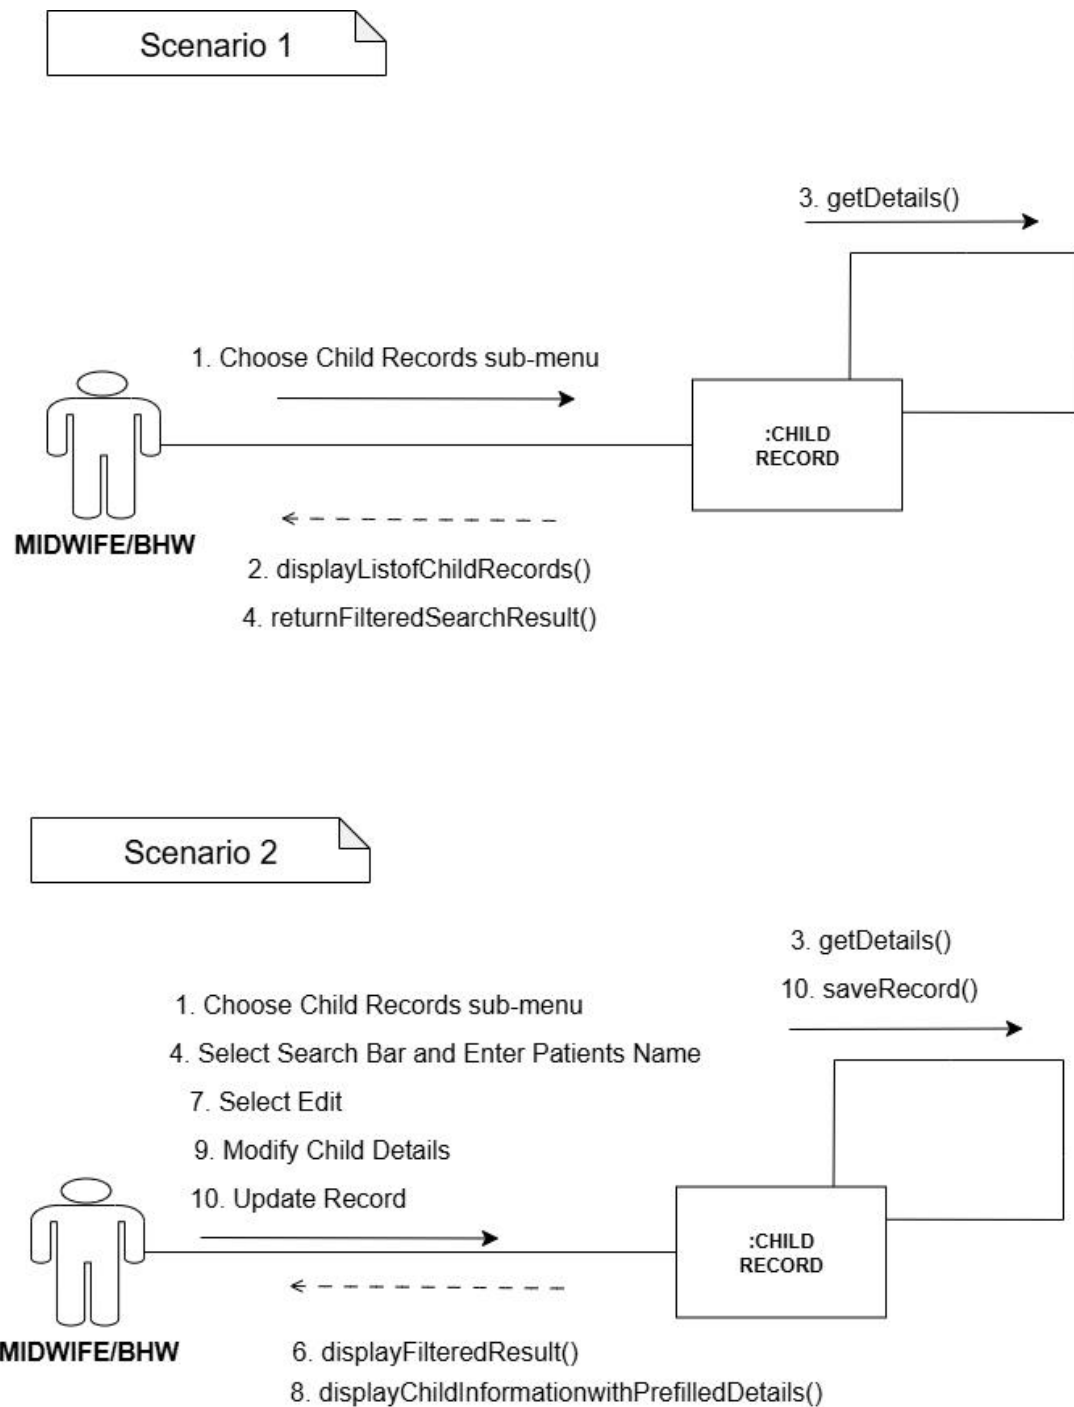 Scenario 1
3. getDetails()
1. Choose Child Records sub-menu
:CHILD
RECORD
MIDWIFE/BHW
2. displayListofChildRecords()
4. returnFilteredSearchResult()
Scenario 2
3. getDetails()
10. saveRecord()
1. Choose Child Records sub-menu
4. Select Search Bar and Enter Patients Name
7. Select Edit
9. Modify Child Details
10. Update Record
:CHILD
RECORD
MIDWIFE/BHW
6. displayFilteredResult()
8. displayChildInformationwithPrefilledDetails()